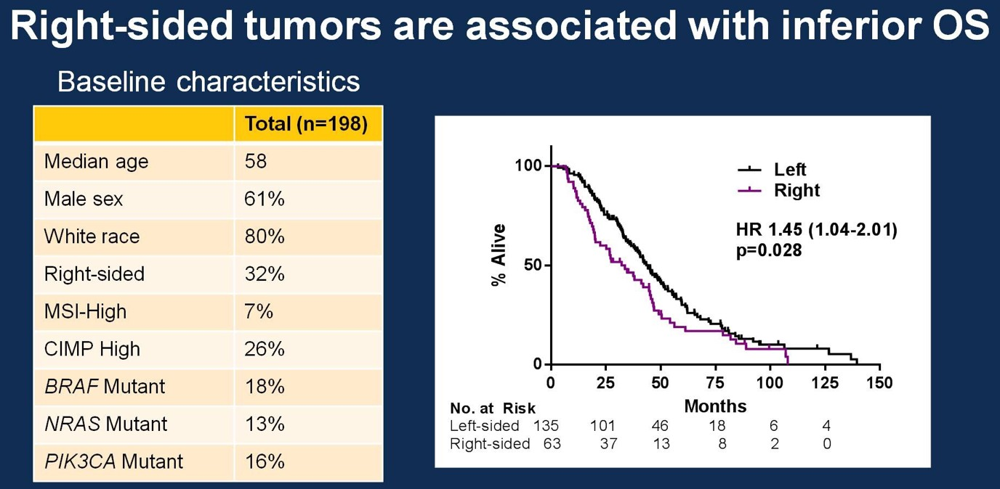 Right-sided tumors are associated with inferior OS
Baseline characteristics
Total (n=198)
Median age 58
Male sex 61%
White race 80%
Right-sided 32%
MSI-High 7%
CIMP High 26%
BRAF Mutant 18%
NRAS Mutant 13%
PIK3CA Mutant 16%
% Alive
100
50
0
Left
Right
HR 1.45 (1.04-2.01)
p=0.028
0 25 50 75 100 125 150
Months
No. at Risk
Left-sided 135 101 46 18 6 4
Right-sided 63 37 13 8 2 0